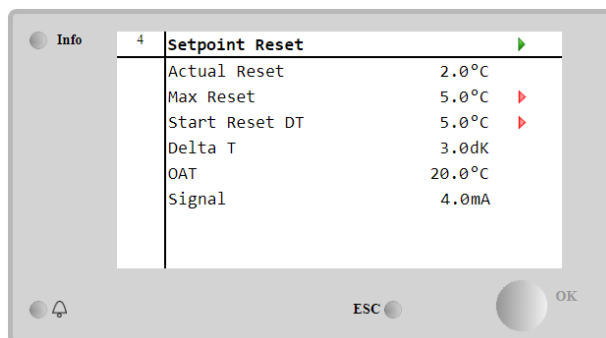 Info
4 Setpoint Reset
Actual Reset 2.0°C
Max Reset 5.0°C
Start Reset DT 5.0°C
Delta T 3.0dK
OAT 20.0°C
Signal 4.0mA
ESC OK